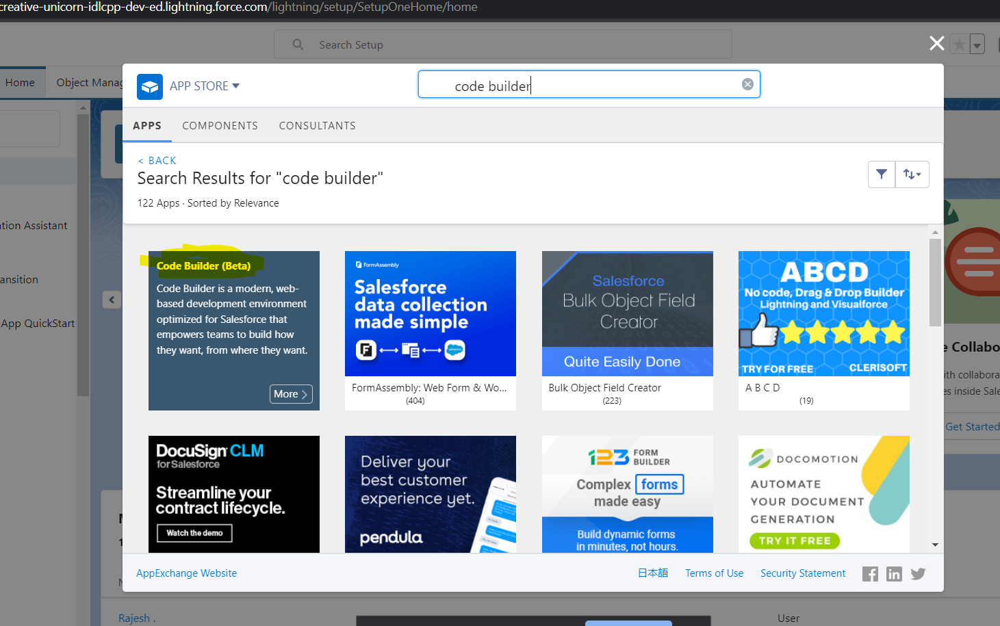 creative-unicorn-idlcpp-dev-ed.lightning.force.com/lightning/setup/SetupOneHome/home
Search Setup
Home
Object Manag
APP STORE
code builder
APPS
COMPONENTS
CONSULTANTS
< BACK
Search Results for "code builder"
122 Apps · Sorted by Relevance
tion Assistant
ansition
App QuickStart
Code Builder (Beta)
Code Builder is a modern, web-
based development environment
optimized for Salesforce that
empowers teams to build how
they want, from where they want.
More
FormAssembly
Salesforce
data collection
made simple
FormAssembly: Web Form & Wo...
(404)
Salesforce
Bulk Object Field
Creator
Quite Easily Done
Bulk Object Field Creator
(223)
ABCD
No code, Drag & Drop Builder
Lightning and Visualforce
TRY FOR FREE
CLERISOFT
A B C D
(19)
DocuSign CLM
for Salesforce
Streamline your
contract lifecycle.
Watch the demo
Deliver your
best customer
experience yet.
pendula
123 FORM
BUILDER
Complex forms
made easy
Build dynamic forms
in minutes, not hours.
DOCOMOTION
AUTOMATE
YOUR DOCUMENT
GENERATION
TRY IT FREE
e Collabo
ith collabora
es inside Sale
Get Started
AppExchange Website
日本語
Terms of Use
Security Statement
Rajesh .
User